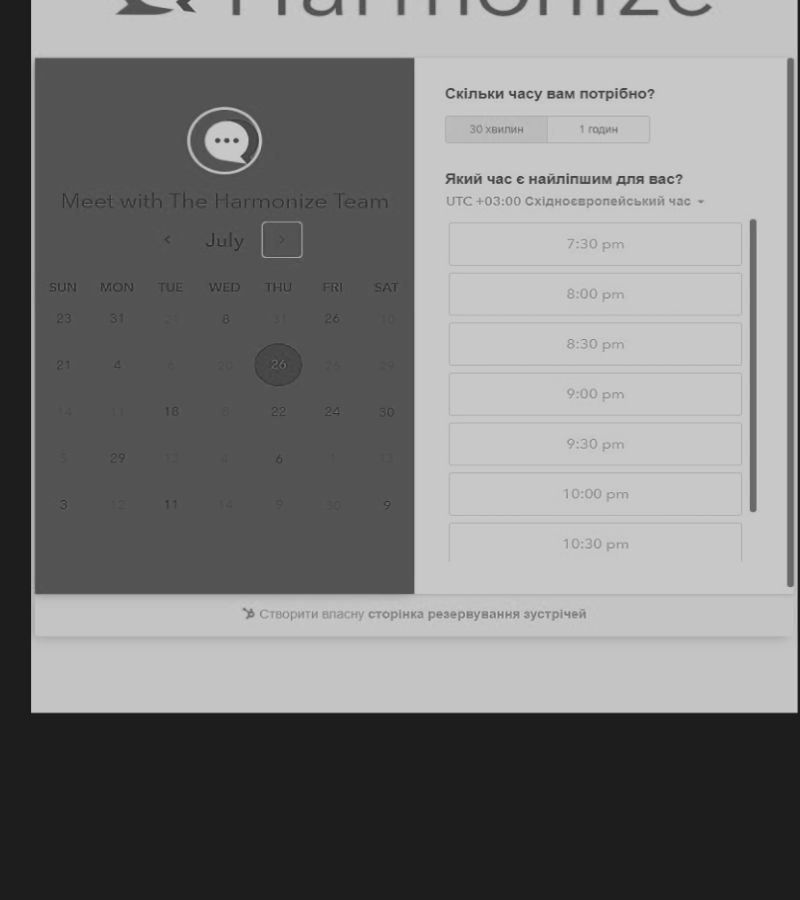 Harmonize
Meet with The Harmonize Team
July
SUN MON TUE WED THU FRI SAT
23 31 21 8 31 26 10
21 4 6 20 26 25 29
14 11 18 8 22 24 30
5 29 13 4 6 1 13
3 12 11 14 9 30 9
Скільки часу вам потрібно?
30 хвилин 1 годин
Який час є найліпшим для вас?
UTC +03:00 Східноєвропейський час
7:30 pm
8:00 pm
8:30 pm
9:00 pm
9:30 pm
10:00 pm
10:30 pm
Створити власну сторінка резервування зустрічей